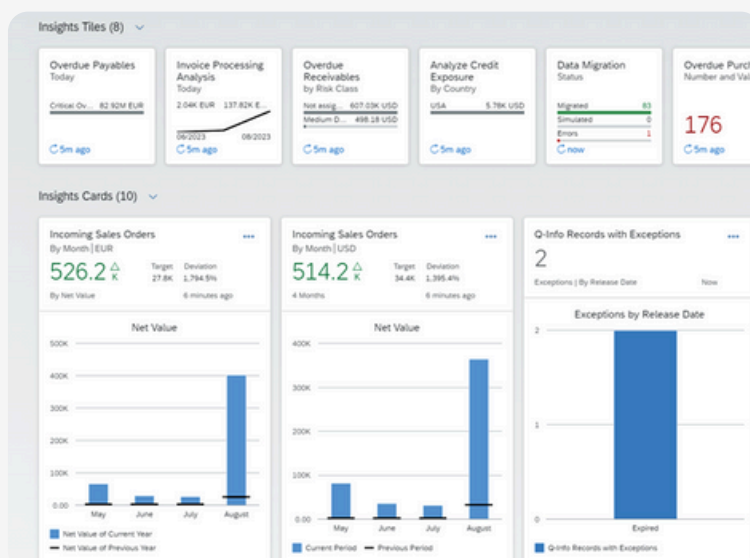 Insights Tiles (8)
Overdue Payables
Today
Critical Ov... 82.92M EUR
5m ago
Invoice Processing
Analysis
Today
2.04K EUR 137.82K E...
06/2023 08/2023
5m ago
Overdue
Receivables
by Risk Class
Not assig... 607.03K USD
Medium D... 498.18 USD
5m ago
Analyze Credit
Exposure
By Country
USA 5.78K USD
5m ago
Data Migration
Status
Migrated 83
Simulated 0
Errors 1
now
Overdue Purch
Number and Val
176
5m ago
Insights Cards (10)
Incoming Sales Orders
By Month | EUR
526.2 K
Target Deviation
27.8K 1,794.5%
By Net Value 6 minutes ago
Net Value
500K
400K
300K
200K
100K
0.00
May June July August
Net Value of Current Year
Net Value of Previous Year
Incoming Sales Orders
By Month | USD
514.2 K
Target Deviation
34.4K 1,395.4%
4 Months 6 minutes ago
Net Value
400K
300K
200K
100K
0.00
May June July August
Current Period Previous Period
Q-Info Records with Exceptions
2
Exceptions | By Release Date Now
Exceptions by Release Date
2
1
0
Expired
Q-Info Records with Exceptions